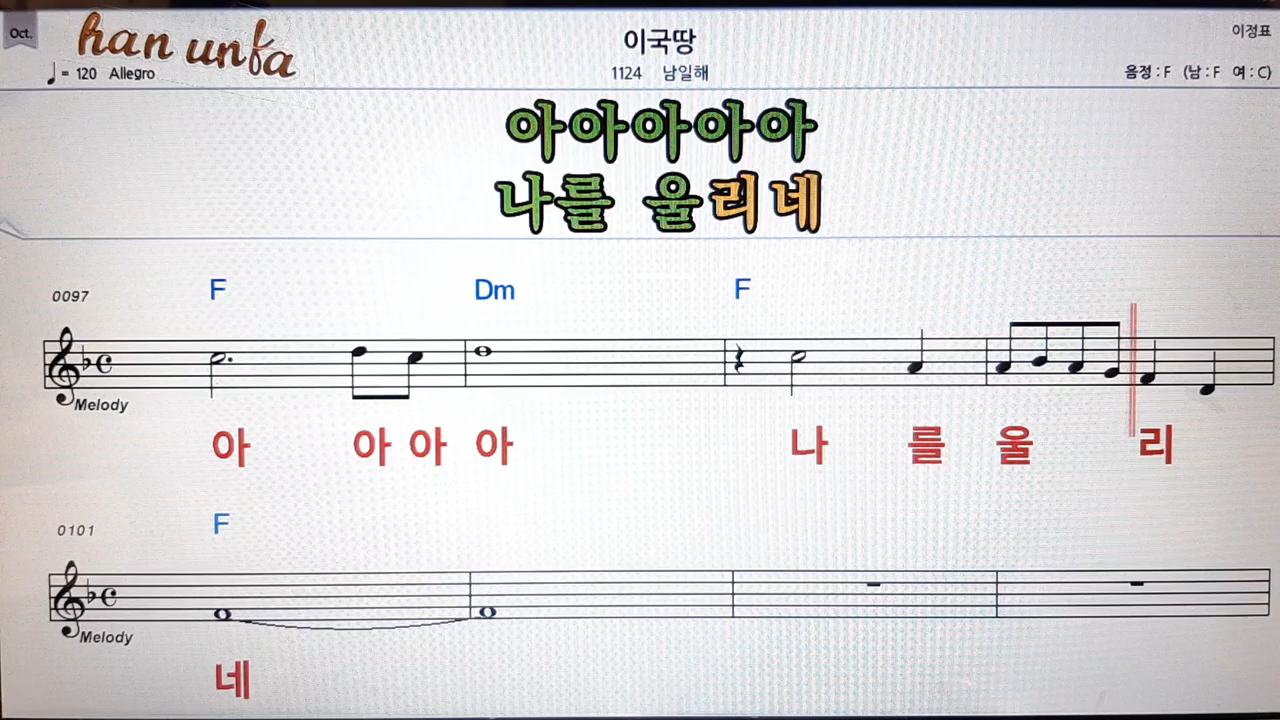 Oct.
han unfa
이국땅
이정표
= 120 Allegro
1124 남일해
음정 : F (남 : F 여 : C)
아아아아아
나를 울리네
0097
F Dm F
Melody
아 아 아 아 나 를 울 리
0101
F
Melody
네